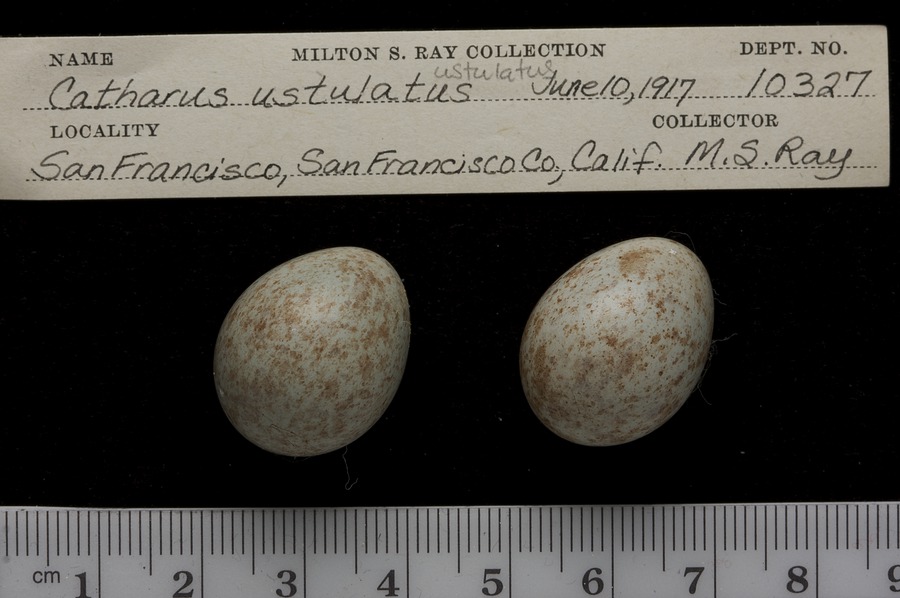 NAME MILTON S. RAY COLLECTION DEPT. NO.
ustulatus
Catharus ustulatus June 10, 1917 10327
LOCALITY COLLECTOR
San Francisco, San Francisco Co, Calif. M. S. Ray
cm 1 2 3 4 5 6 7 8 9